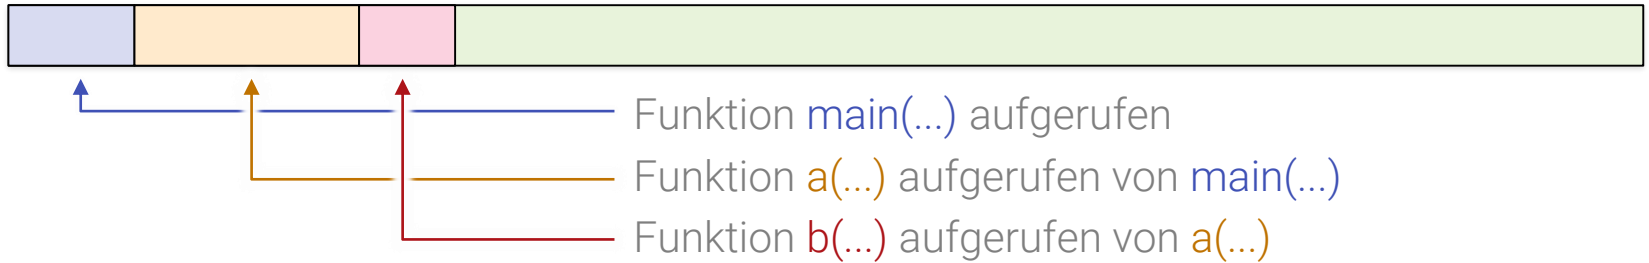 Funktion main(...) aufgerufen
Funktion a(...) aufgerufen von main(...)
Funktion b(...) aufgerufen von a(...)